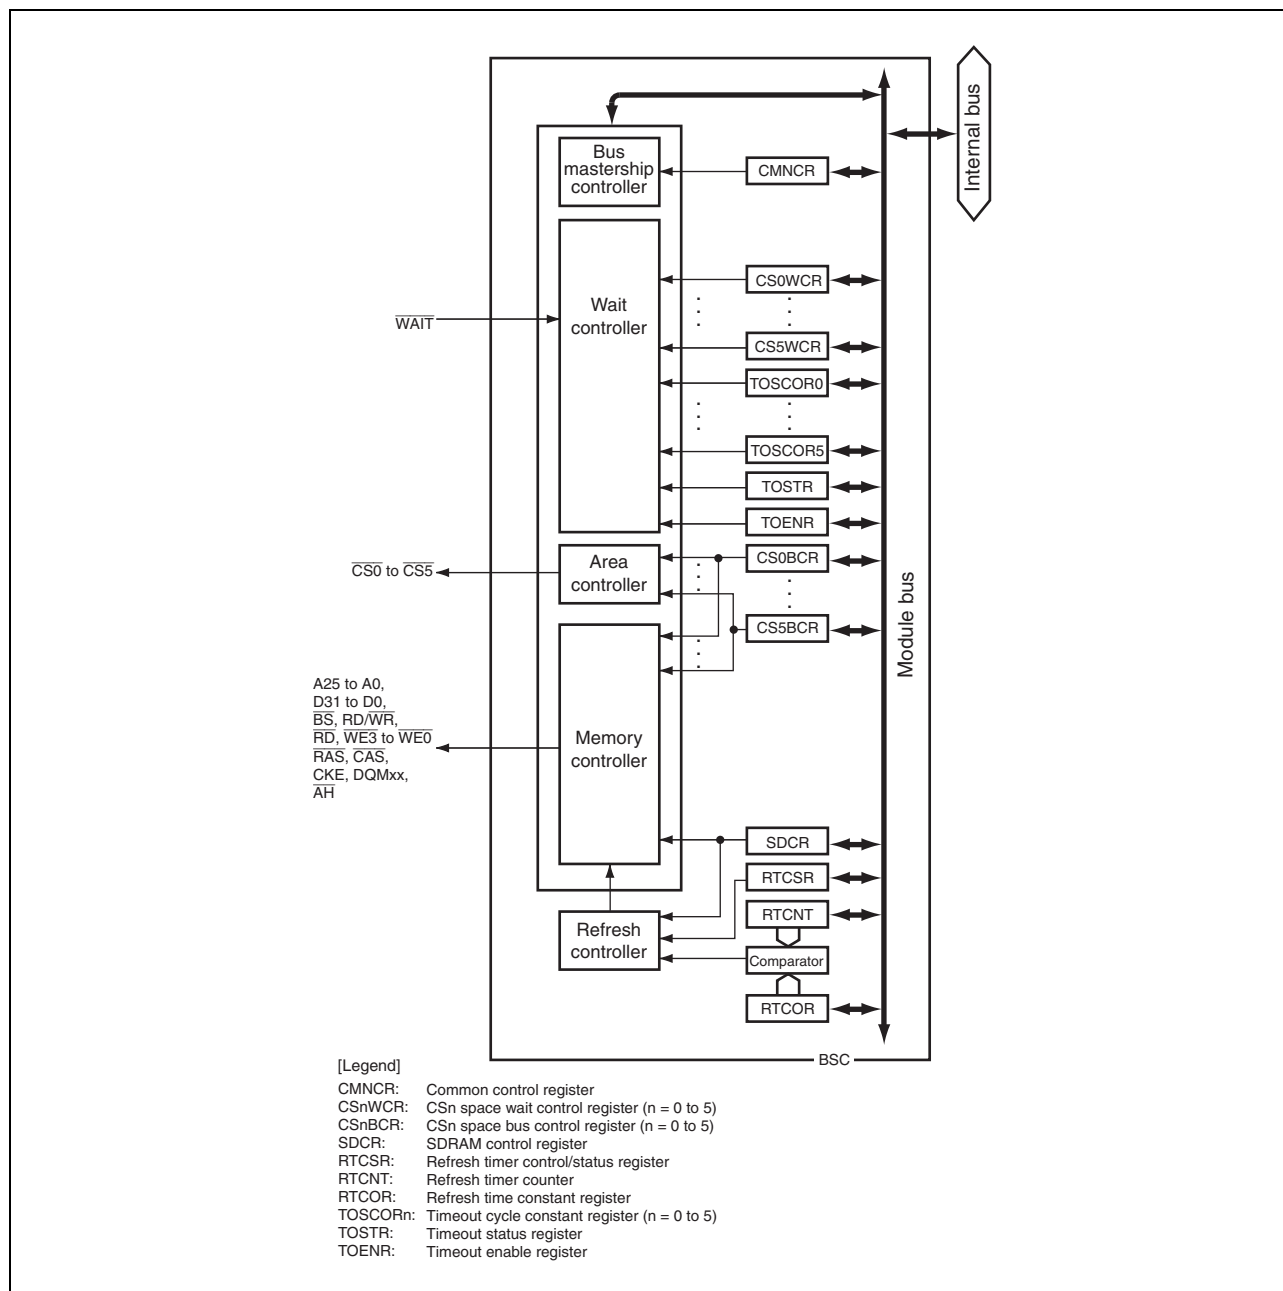 Internal bus
Bus
mastership
controller
CMNCR
CS0WCR
Wait
controller
WAIT
CS5WCR
TOSCOR0
TOSCOR5
TOSTR
TOENR
CS0 to CS5
Area
controller
CS0BCR
CS5BCR
Module bus
A25 to A0,
D31 to D0,
BS, RD/WR,
RD, WE3 to WE0
RAS, CAS,
CKE, DQMxx,
AH
Memory
controller
SDCR
RTCSR
RTCNT
Refresh
controller
Comparator
RTCOR
BSC
[Legend]
CMNCR: Common control register
CSnWCR: CSn space wait control register (n = 0 to 5)
CSnBCR: CSn space bus control register (n = 0 to 5)
SDCR: SDRAM control register
RTCSR: Refresh timer control/status register
RTCNT: Refresh timer counter
RTCOR: Refresh time constant register
TOSCORn: Timeout cycle constant register (n = 0 to 5)
TOSTR: Timeout status register
TOENR: Timeout enable register